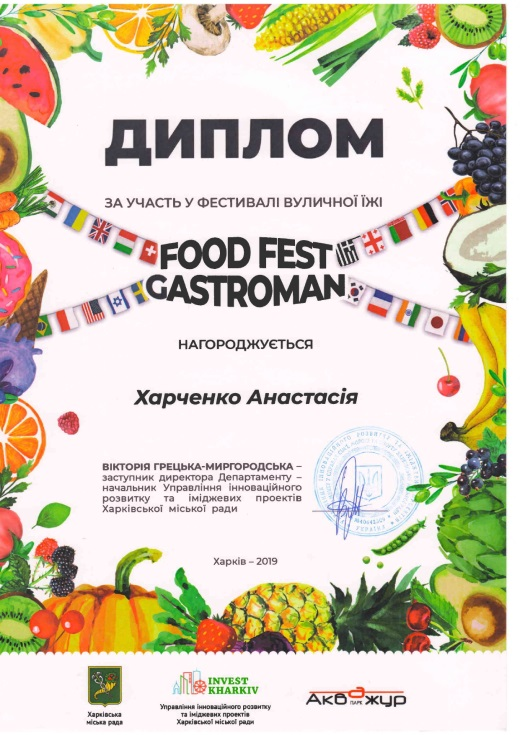 ДИПЛОМ
ЗА УЧАСТЬ У ФЕСТИВАЛІ ВУЛИЧНОЇ ЇЖІ
FOOD FEST
GASTROMAN
НАГОРОДЖУЄТЬСЯ
Харченко Анастасія
ВІКТОРІЯ ГРЕЦЬКА-МИРГОРОДСЬКА –
заступник директора Департаменту –
начальник Управління інноваційного
розвитку та іміджевих проектів
Харківської міської ради
Харків – 2019
Харківська
міська рада
INVEST
KHARKIV
Управління інноваційного розвитку
та іміджевих проектів
Харківської міської ради
АКВАЖУР
ПАРК